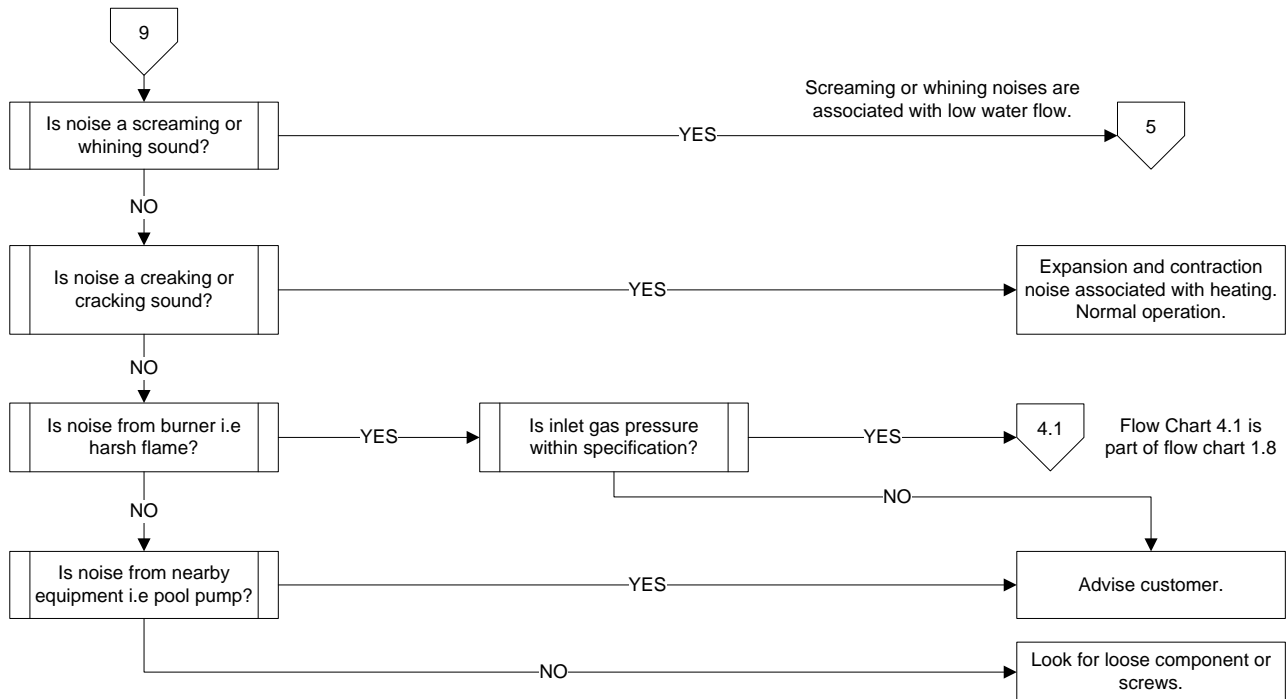 9
Is noise a screaming or
whining sound?
YES
Screaming or whining noises are
associated with low water flow.
5
NO
Is noise a creaking or
cracking sound?
YES
Expansion and contraction
noise associated with heating.
Normal operation.
NO
Is noise from burner i.e
harsh flame?
YES
Is inlet gas pressure
within specification?
YES
4.1
Flow Chart 4.1 is
part of flow chart 1.8
NO
NO
Is noise from nearby
equipment i.e pool pump?
YES
Advise customer.
NO
Look for loose component or
screws.